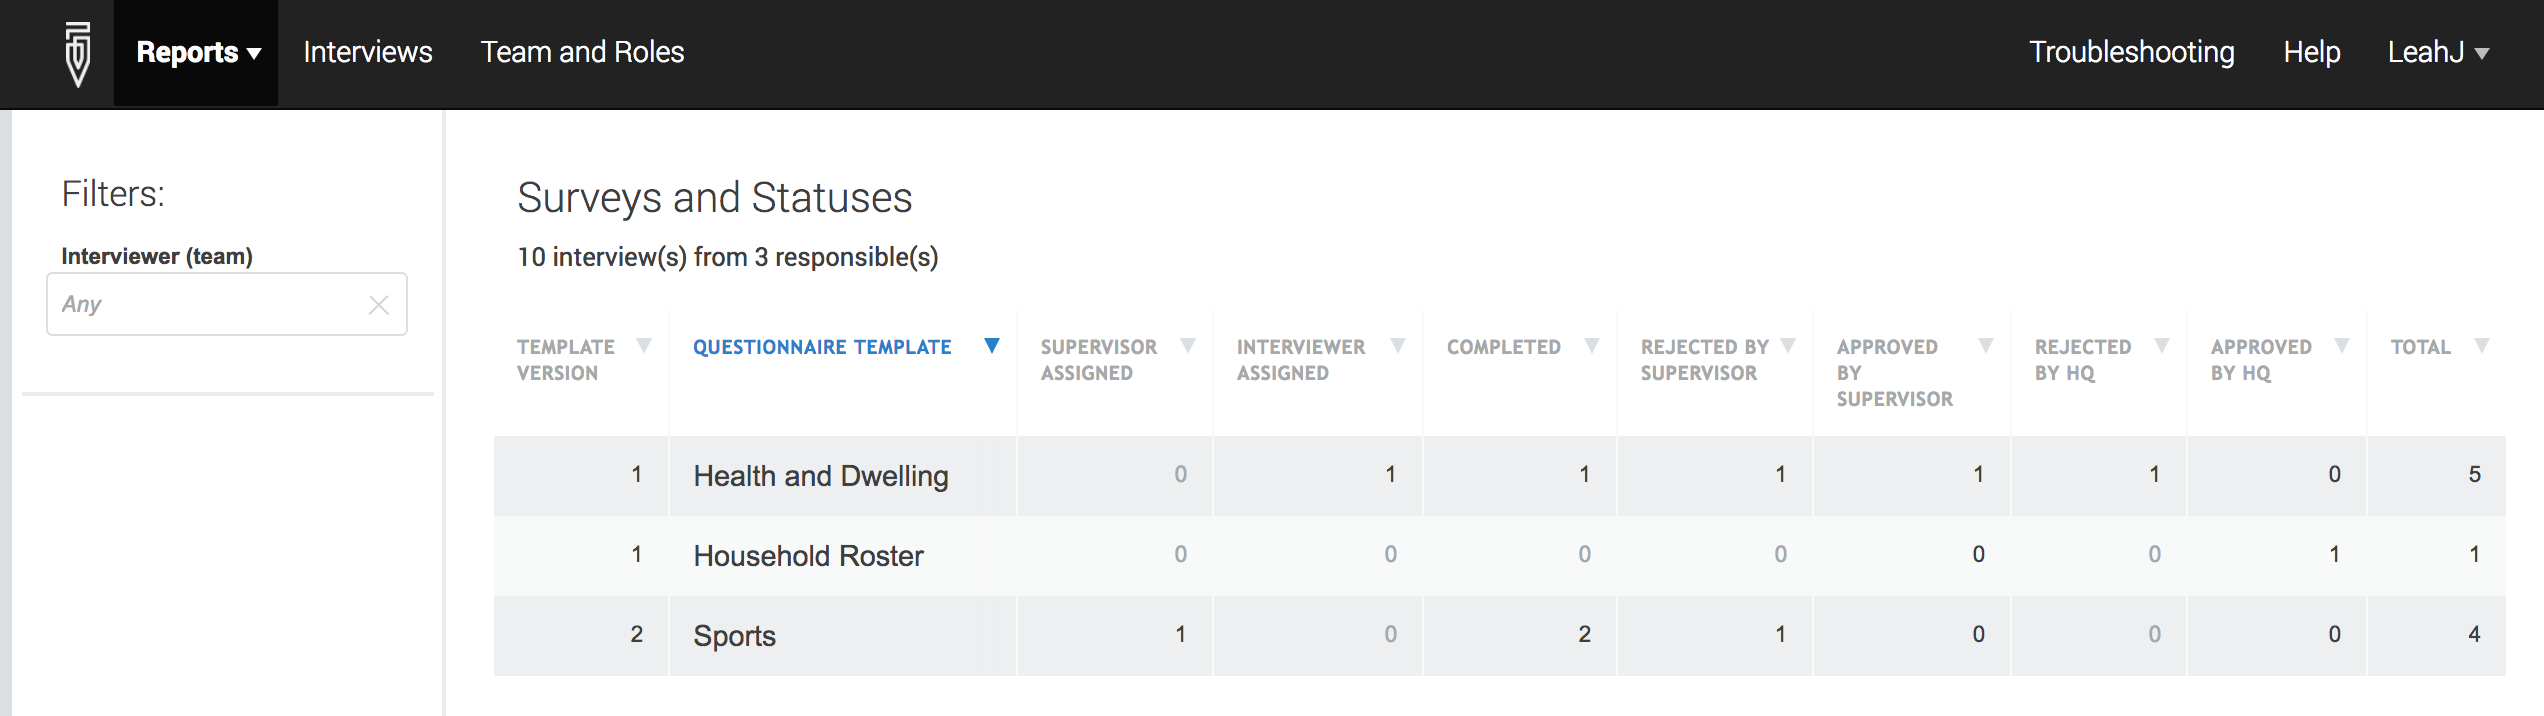 Reports Interviews Team and Roles Troubleshooting Help LeahJ
Filters:
Interviewer (team)
Any
Surveys and Statuses
10 interview(s) from 3 responsible(s)
TEMPLATE VERSION QUESTIONNAIRE TEMPLATE SUPERVISOR ASSIGNED INTERVIEWER ASSIGNED COMPLETED REJECTED BY SUPERVISOR APPROVED BY SUPERVISOR REJECTED BY HQ APPROVED BY HQ TOTAL
1 Health and Dwelling 0 1 1 1 1 1 0 5
1 Household Roster 0 0 0 0 0 0 1 1
2 Sports 1 0 2 1 0 0 0 4